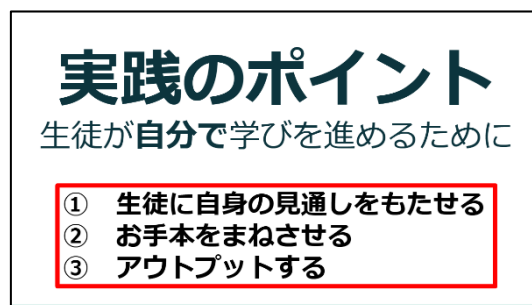 実践のポイント
生徒が自分で学びを進めるために
① 生徒に自身の見通しをもたせる
② お手本をまねさせる
③ アウトプットする